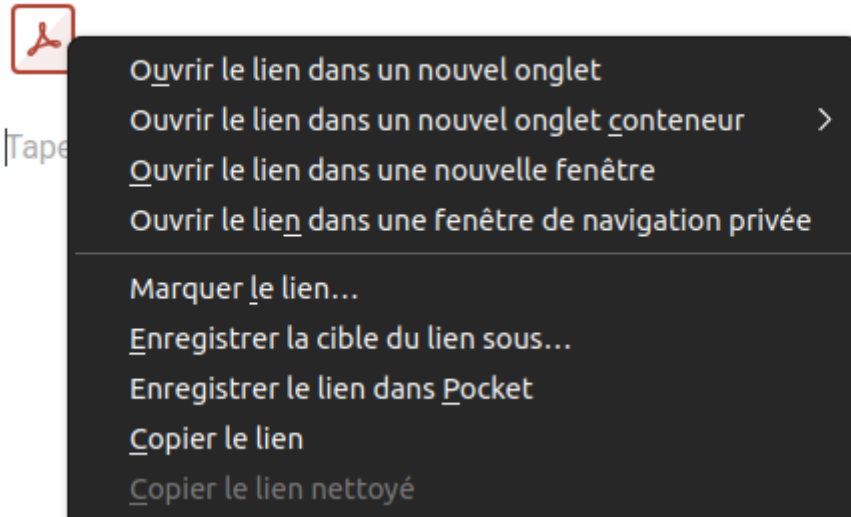 Ouvrir le lien dans un nouvel onglet
Ouvrir le lien dans un nouvel onglet conteneur
Tape
Ouvrir le lien dans une nouvelle fenêtre
Ouvrir le lien dans une fenêtre de navigation privée
Marquer le lien…
Enregistrer la cible du lien sous…
Enregistrer le lien dans Pocket
Copier le lien
Copier le lien nettoyé